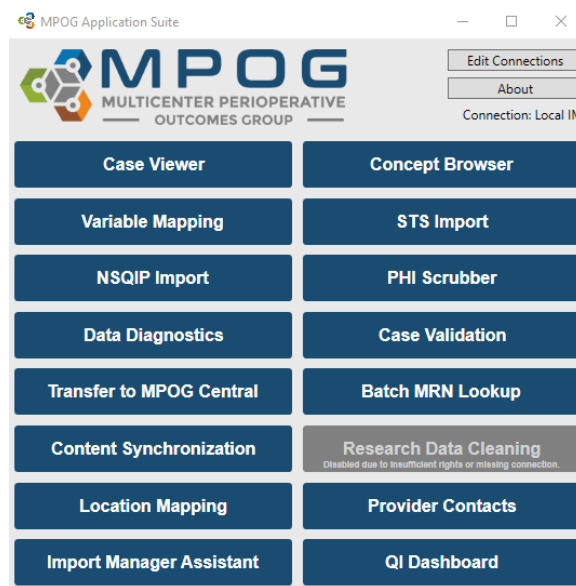 MPOG Application Suite
MPOG
MULTICENTER PERIOPERATIVE
OUTCOMES GROUP
Edit Connections
About
Connection: Local IM
Case Viewer
Concept Browser
Variable Mapping
STS Import
NSQIP Import
PHI Scrubber
Data Diagnostics
Case Validation
Transfer to MPOG Central
Batch MRN Lookup
Content Synchronization
Research Data Cleaning
Disabled due to insufficient rights or missing connection.
Location Mapping
Provider Contacts
Import Manager Assistant
QI Dashboard